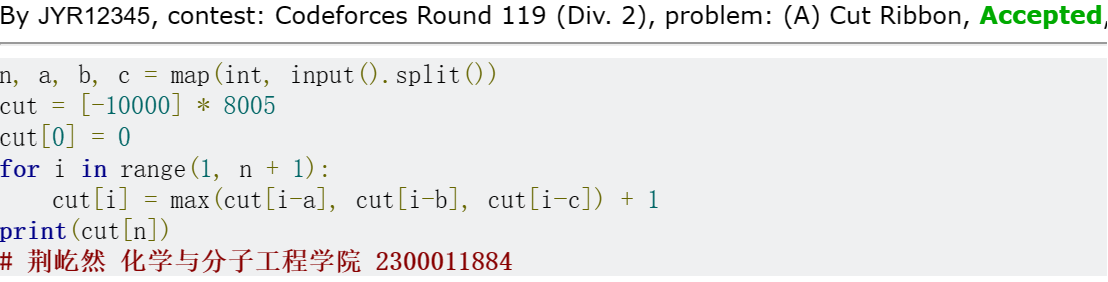 By JYR12345, contest: Codeforces Round 119 (Div. 2), problem: (A) Cut Ribbon, Accepted,
n, a, b, c = map(int, input().split())
cut = [-10000] * 8005
cut[0] = 0
for i in range(1, n + 1):
    cut[i] = max(cut[i-a], cut[i-b], cut[i-c]) + 1
print(cut[n])
# 荆屹然 化学与分子工程学院 2300011884